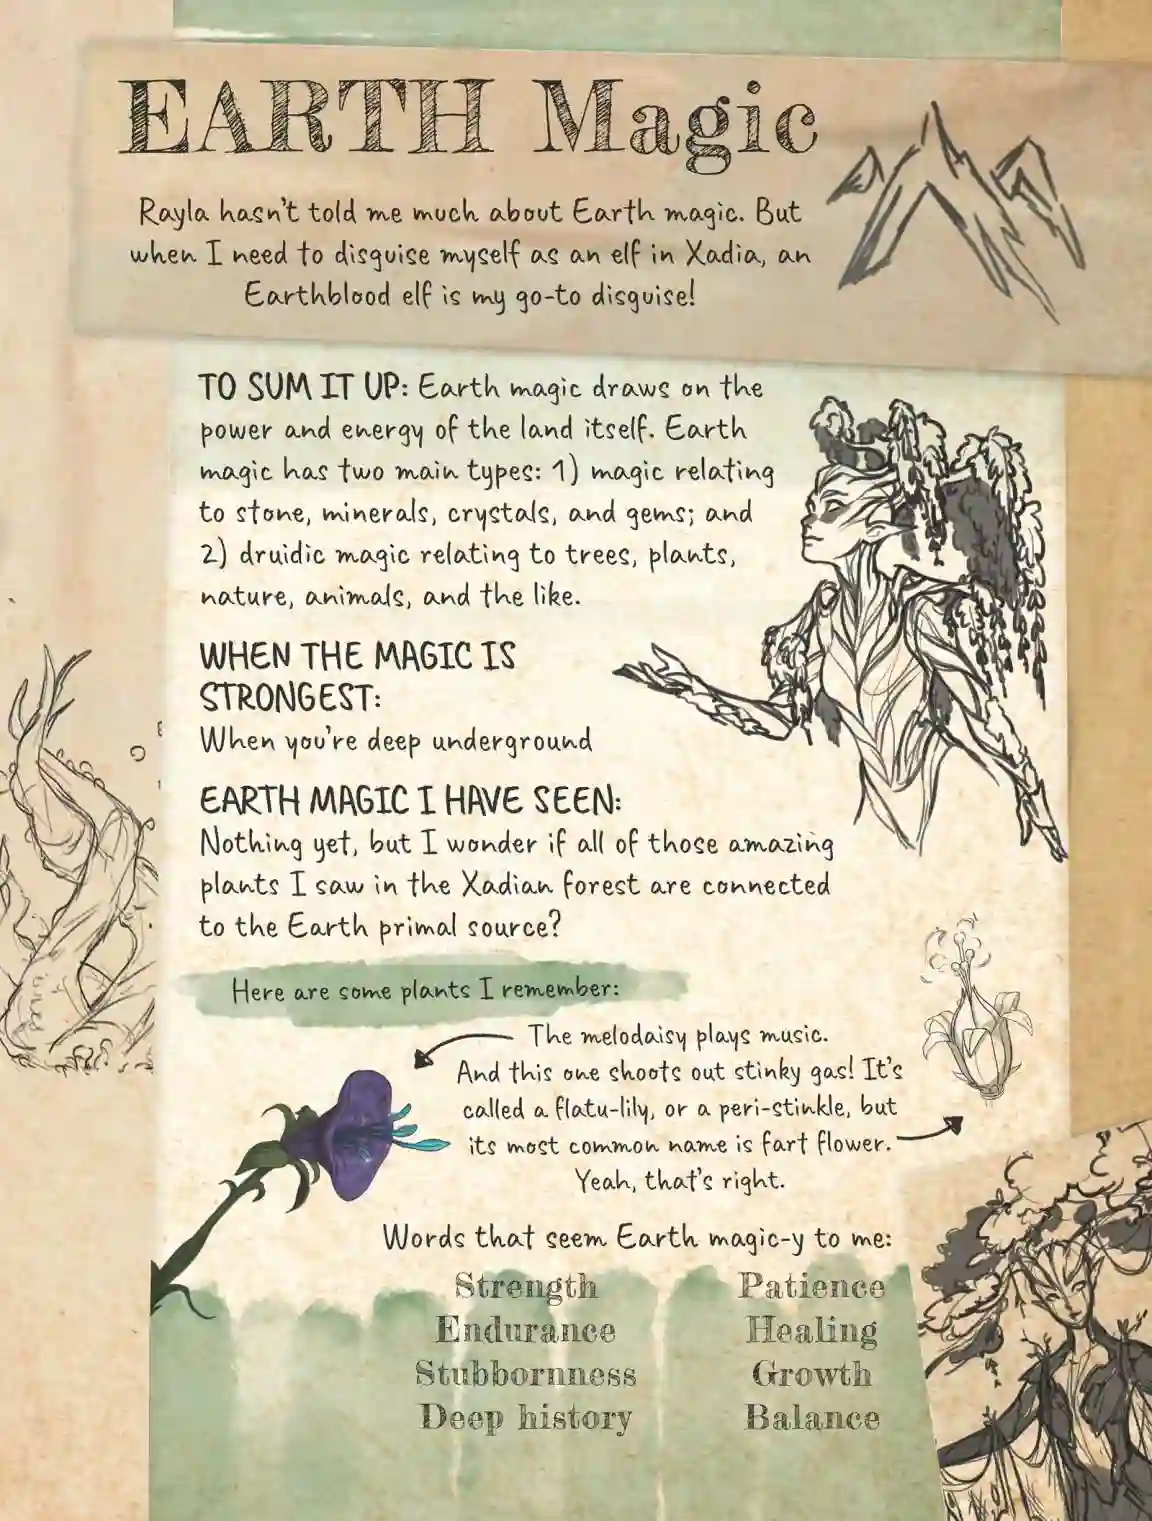 EARTH Magic
Rayla hasn't told me much about Earth magic. But
when I need to disguise myself as an elf in Xadia, an
Earthblood elf is my go-to disguise!
TO SUM IT UP: Earth magic draws on the
power and energy of the land itself. Earth
magic has two main types: 1) magic relating
to stone, minerals, crystals, and gems; and
2) druidic magic relating to trees, plants,
nature, animals, and the like.
WHEN THE MAGIC IS
STRONGEST:
When you're deep underground
EARTH MAGIC I HAVE SEEN:
Nothing yet, but I wonder if all of those amazing
plants I saw in the Xadian forest are connected
to the Earth primal source?
Here are some plants I remember:
The melodaisy plays music.
And this one shoots out stinky gas! It's
called a flatu-lily, or a peri-stinkle, but
its most common name is fart flower.
Yeah, that's right.
Words that seem Earth magic-y to me:
Strength
Endurance
Stubbornness
Deep history
Patience
Healing
Growth
Balance